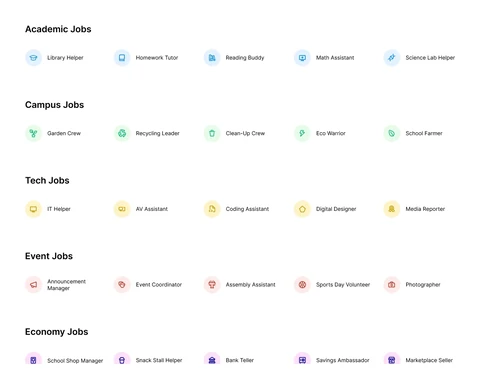 Academic Jobs
Library Helper
Homework Tutor
Reading Buddy
Math Assistant
Science Lab Helper
Campus Jobs
Garden Crew
Recycling Leader
Clean-Up Crew
Eco Warrior
School Farmer
Tech Jobs
IT Helper
AV Assistant
Coding Assistant
Digital Designer
Media Reporter
Event Jobs
Announcement
Manager
Event Coordinator
Assembly Assistant
Sports Day Volunteer
Photographer
Economy Jobs
School Shop Manager
Snack Stall Helper
Bank Teller
Savings Ambassador
Marketplace Seller